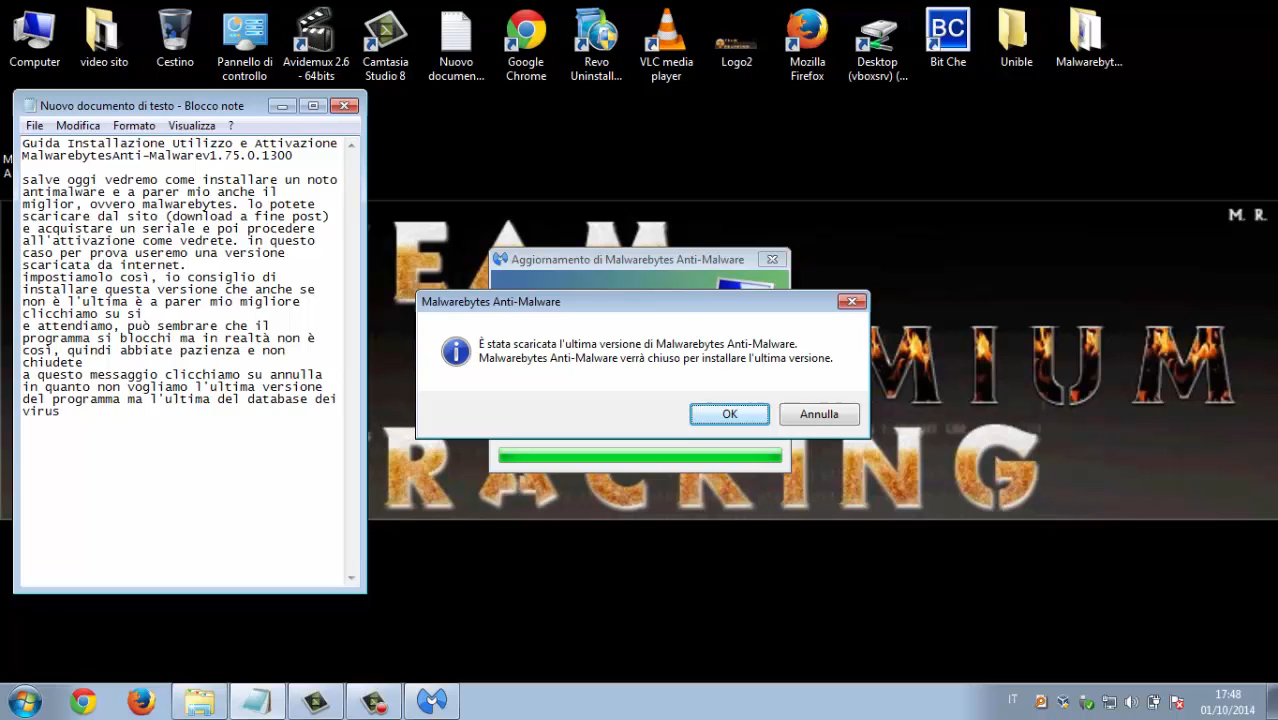 Computer
video sito
Cestino
Pannello di
controllo
Avidemux 2.6
- 64bits
Camtasia
Studio 8
Nuovo
documen...
Google
Chrome
Revo
Uninstall...
VLC media
player
Logo2
Mozilla
Firefox
Desktop
(vboxsrv) (...
BC
Bit Che
Unible
Malwarebyt...
Nuovo documento di testo - Blocco note
File Modifica Formato Visualizza ?
Guida Installazione Utilizzo e Attivazione
MalwarebytesAnti-Malwarev1.75.0.1300
salve oggi vedremo come installare un noto
antimalware e a parer mio anche il
miglior, ovvero malwarebytes. lo potete
scaricare dal sito (download a fine post)
e acquistare un seriale e poi procedere
all'attivazione come vedrete. in questo
caso per prova useremo una versione
scaricata da internet.
impostiamolo così, io consiglio di
installare questa versione che anche se
non è l'ultima è a parer mio migliore
clicchiamo su si
e attendiamo, può sembrare che il
programma si blocchi ma in realtà non è
così, quindi abbiate pazienza e non
chiudete
a questo messaggio clicchiamo su annulla
in quanto non vogliamo l'ultima versione
del programma ma l'ultima del database dei
virus
M. R.
Aggiornamento di Malwarebytes Anti-Malware
Malwarebytes Anti-Malware
È stata scaricata l'ultima versione di Malwarebytes Anti-Malware.
Malwarebytes Anti-Malware verrà chiuso per installare l'ultima versione.
OK
Annulla
EAM
MIUM
RACKING
IT
17:48
01/10/2014